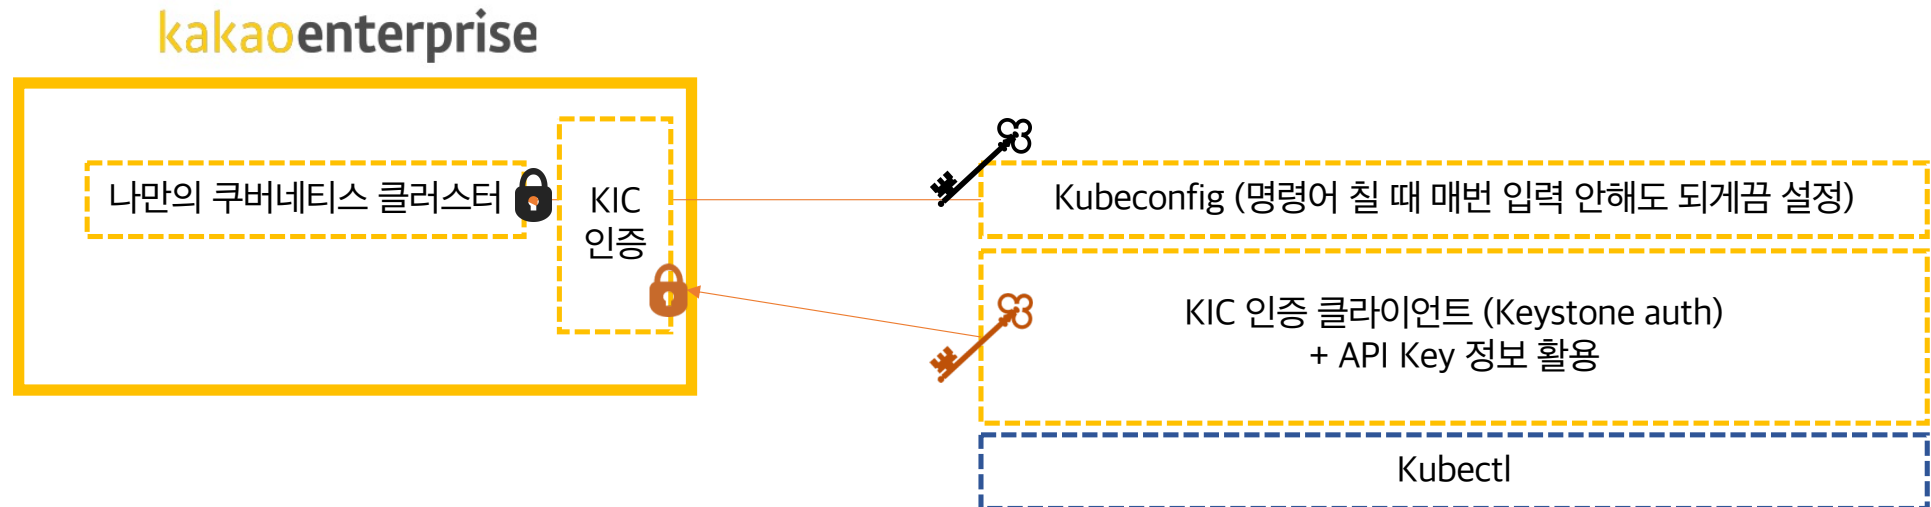 kakaoenterprise
나만의 쿠버네티스 클러스터
KIC
인증
Kubeconfig (명령어 칠 때 매번 입력 안해도 되게끔 설정)
KIC 인증 클라이언트 (Keystone auth)
+ API Key 정보 활용
Kubectl